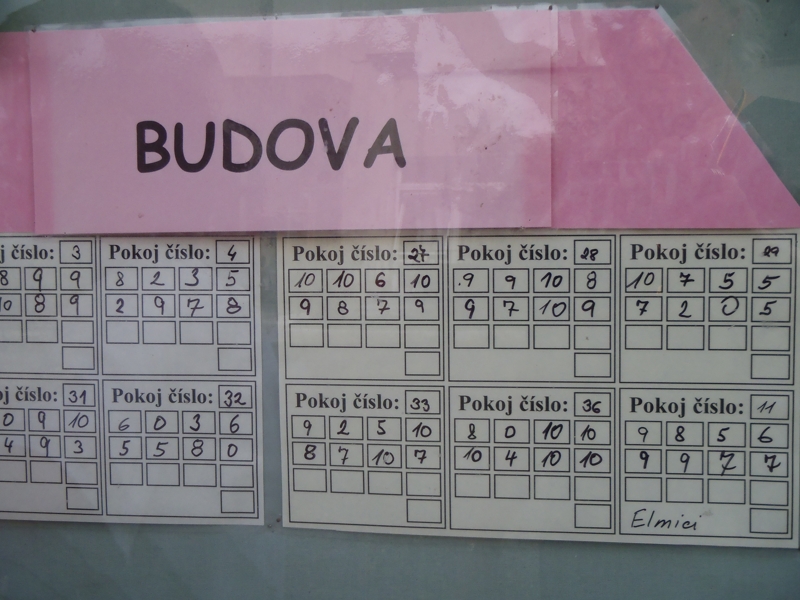 BUDOVA
j číslo: 3 Pokoj číslo: 4 Pokoj číslo: 27 Pokoj číslo: 28 Pokoj číslo: 29
8 9 9 8 2 3 5 10 10 6 10 9 9 10 8 10 7 5 5
10 8 9 2 9 7 8 9 8 7 9 9 7 10 9 7 2 0 5
oj číslo: 31 Pokoj číslo: 32 Pokoj číslo: 33 Pokoj číslo: 36 Pokoj číslo: 11
0 9 10 6 0 3 6 9 2 5 10 8 0 10 10 9 8 5 6
4 9 3 5 5 8 0 8 7 10 7 10 4 10 10 9 9 7 7
Elmici